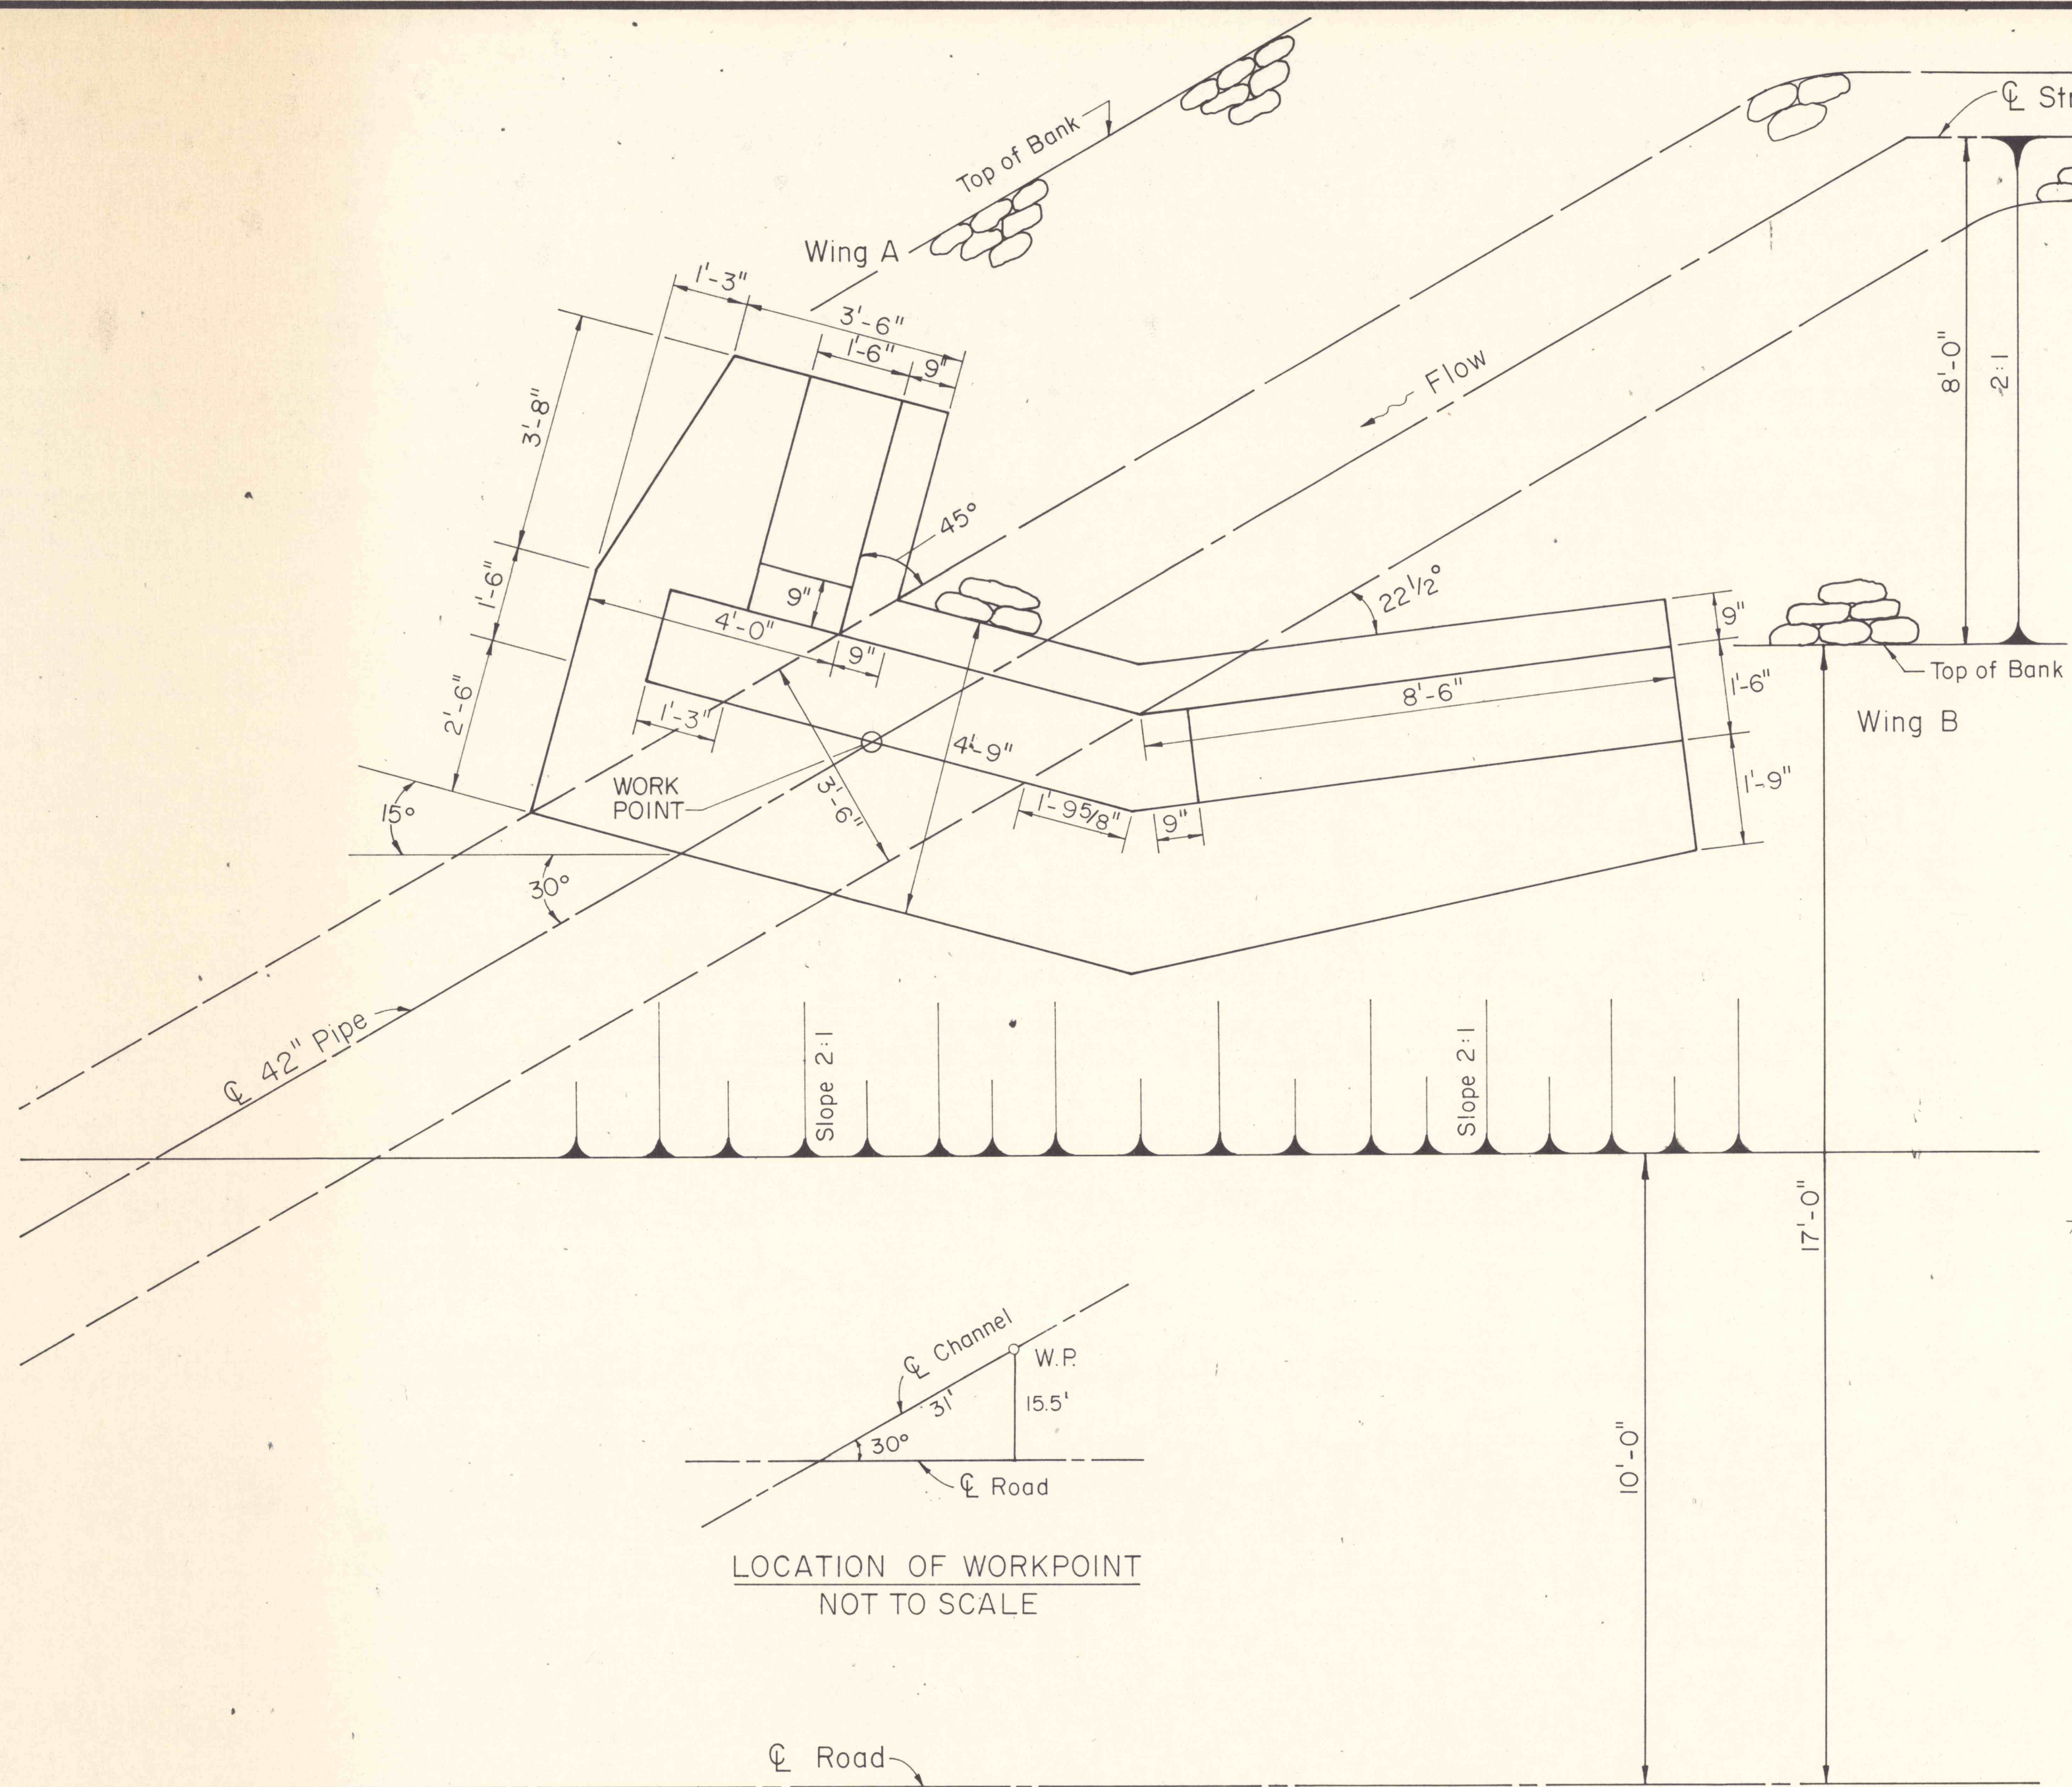 ℄ Str
Top of Bank
Wing A
1'-3"
3'-6"
1'-6"
9"
Flow
8'-0"
2:1
3'-8"
45°
1'-6"
9"
22½°
9"
4'-0"
9"
Top of Bank
2'-6"
8'-6"
1'-6"
1'-3"
Wing B
4'-9"
WORK
POINT
3'-6"
1'-9"
15°
1'-9⅝"
9"
30°
℄ 42" Pipe
Slope 2:1
Slope 2:1
17'-0"
℄ Channel
W.P.
31'
15.5'
30°
℄ Road
10'-0"
LOCATION OF WORKPOINT
NOT TO SCALE
℄ Road